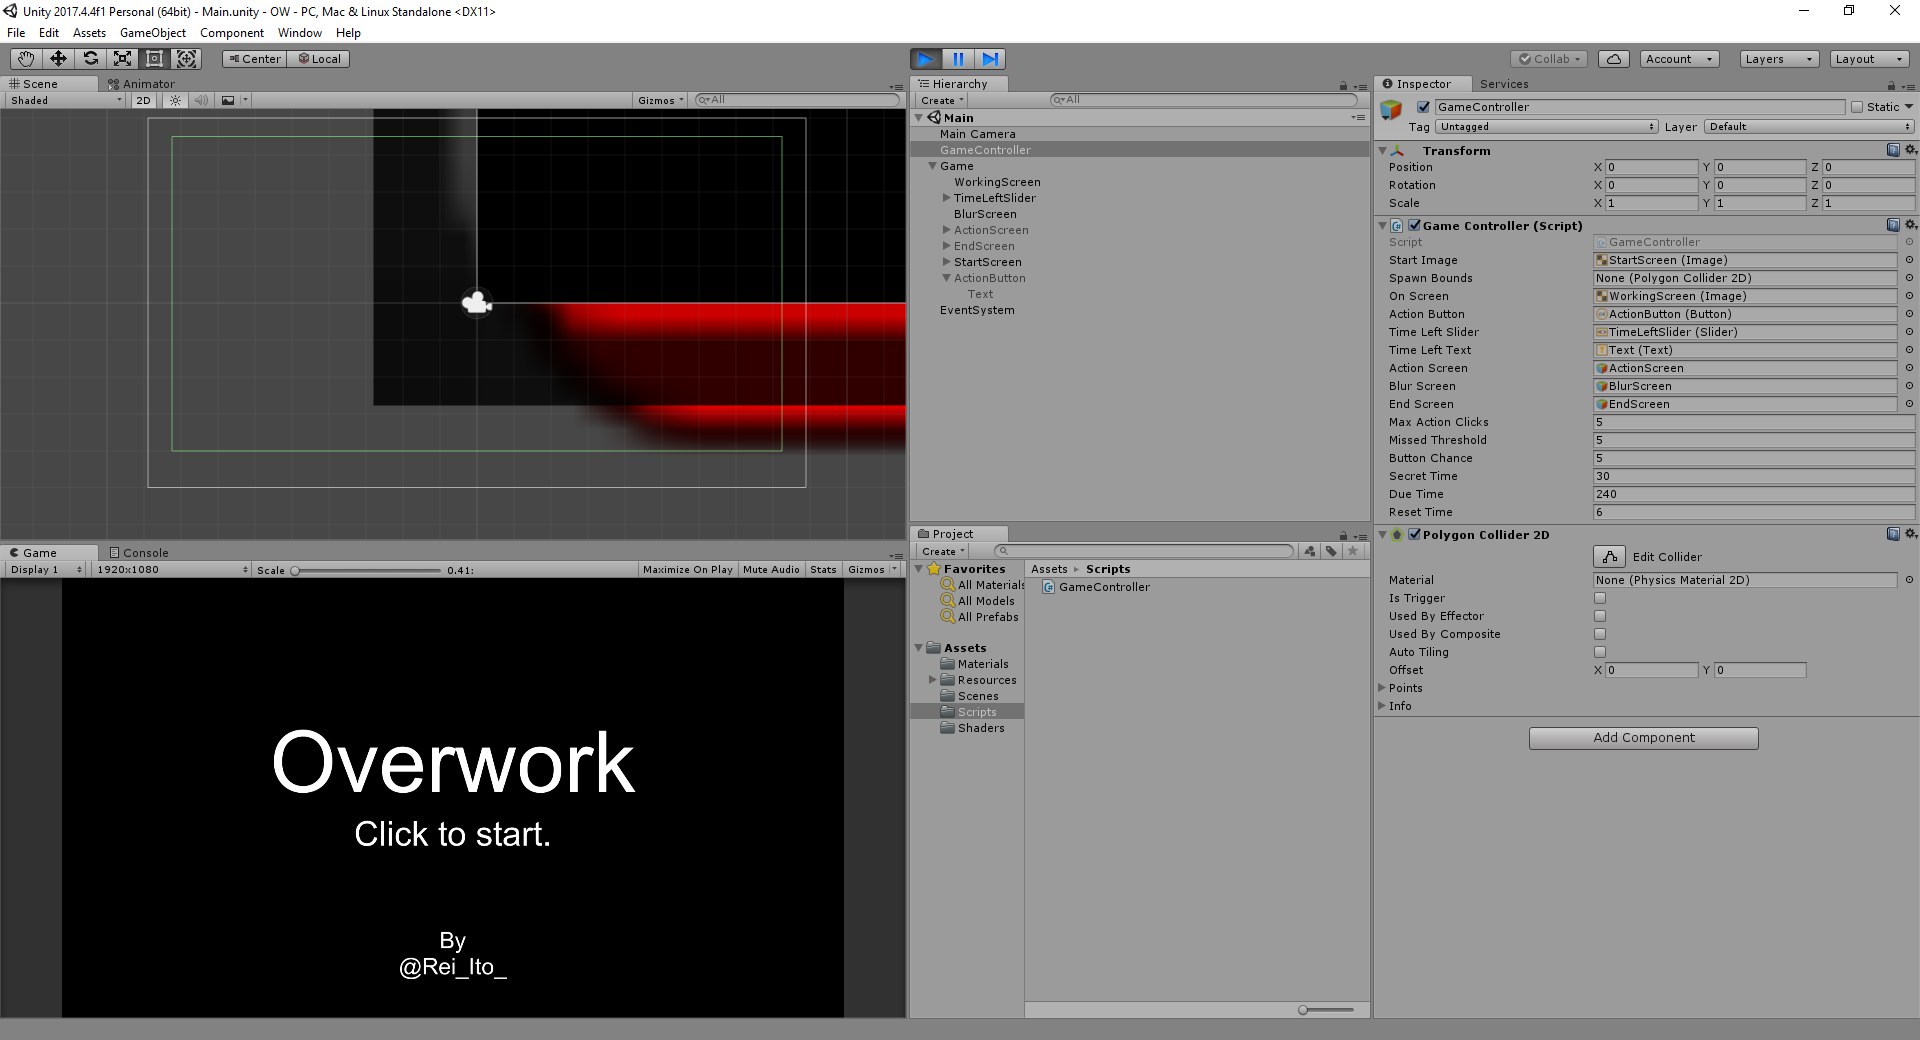 Unity 2017.4.4f1 Personal (64bit) - Main.unity - OW - PC, Mac & Linux Standalone <DX11>
File Edit Assets GameObject Component Window Help
Center Local
Collab Account Layers Layout
Scene Animator
Shaded 2D Gizmos All
Hierarchy
Create All
Main
Main Camera
GameController
Game
WorkingScreen
TimeLeftSlider
BlurScreen
ActionScreen
EndScreen
StartScreen
ActionButton
Text
EventSystem
Game Console
Display 1 1920x1080 Scale 0.41: Maximize On Play Mute Audio Stats Gizmos
Overwork
Click to start.
By
@Rei_Ito_
Project
Create
Favorites
All Materials
All Models
All Prefabs
Assets
Materials
Resources
Scenes
Scripts
Shaders
Assets Scripts
GameController
Inspector Services
GameController Static
Tag Untagged Layer Default
Transform
Position X 0 Y 0 Z 0
Rotation X 0 Y 0 Z 0
Scale X 1 Y 1 Z 1
Game Controller (Script)
Script GameController
Start Image StartScreen (Image)
Spawn Bounds None (Polygon Collider 2D)
On Screen WorkingScreen (Image)
Action Button ActionButton (Button)
Time Left Slider TimeLeftSlider (Slider)
Time Left Text Text (Text)
Action Screen ActionScreen
Blur Screen BlurScreen
End Screen EndScreen
Max Action Clicks 5
Missed Threshold 5
Button Chance 5
Secret Time 30
Due Time 240
Reset Time 6
Polygon Collider 2D
Edit Collider
Material None (Physics Material 2D)
Is Trigger
Used By Effector
Used By Composite
Auto Tiling
Offset X 0 Y 0
Points
Info
Add Component